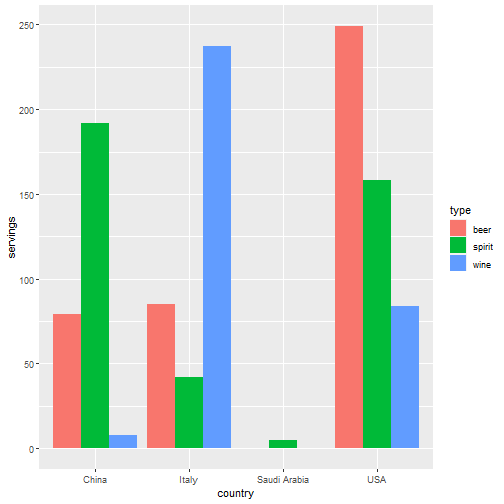 250
200
150
100
50
0
servings
China Italy Saudi Arabia USA
country
type
beer
spirit
wine